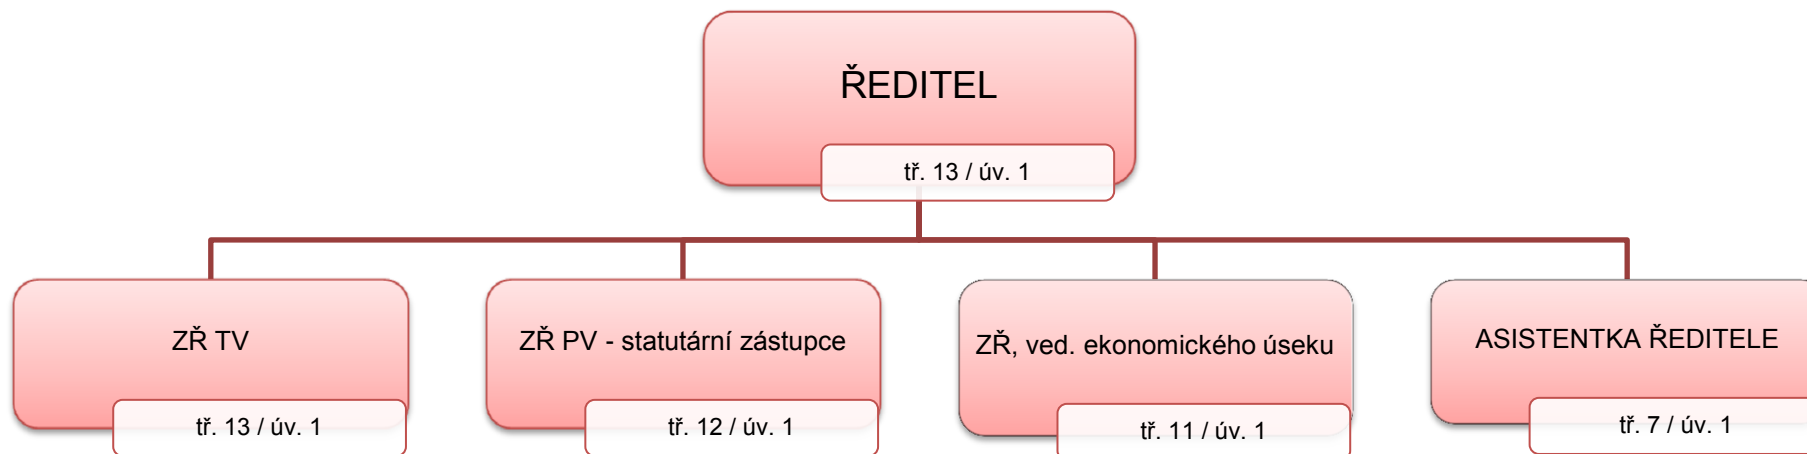 ŘEDITEL
tř. 13 / úv. 1
ZŘ TV
tř. 13 / úv. 1
ZŘ PV - statutární zástupce
tř. 12 / úv. 1
ZŘ, ved. ekonomického úseku
tř. 11 / úv. 1
ASISTENTKA ŘEDITELE
tř. 7 / úv. 1